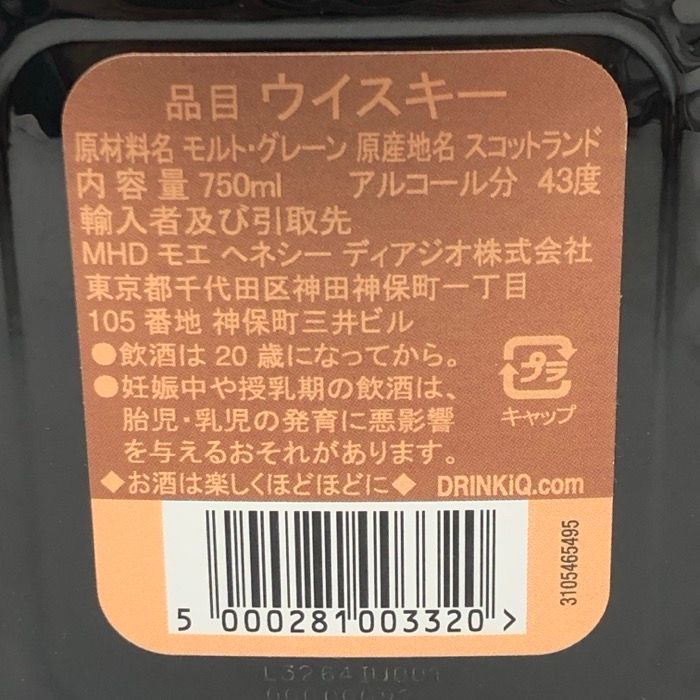 品目 ウイスキー
原材料名 モルト・グレーン 原産地名 スコットランド
内容量 750ml アルコール分 43度
輸入者及び引取先
MHD モエ ヘネシー ディアジオ株式会社
東京都千代田区神田神保町一丁目
105 番地 神保町三井ビル
●飲酒は 20 歳になってから。
●妊娠中や授乳期の飲酒は、
胎児・乳児の発育に悪影響
を与えるおそれがあります。
プラ
キャップ
◆お酒は楽しくほどほどに◆ DRINKiQ.com
5 000281 003320 >
3105465495